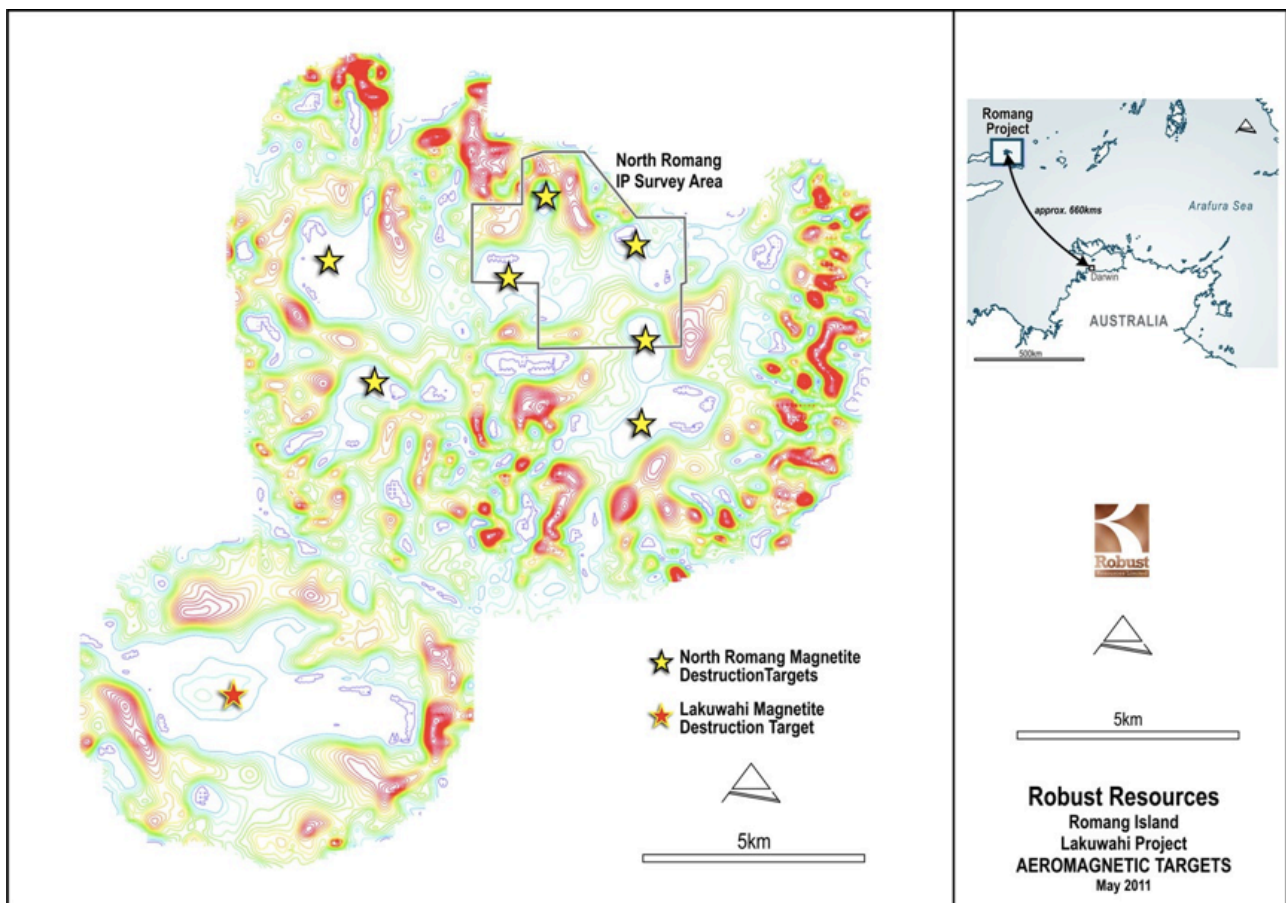 North Romang
IP Survey Area
North Romang Magnetite
DestructionTargets
Lakuwahi Magnetite
Destruction Target
5km
Romang
Project
approx. 660kms
Arafura Sea
Darwin
AUSTRALIA
500km
Robust
5km
Robust Resources
Romang Island
Lakuwahi Project
AEROMAGNETIC TARGETS
May 2011